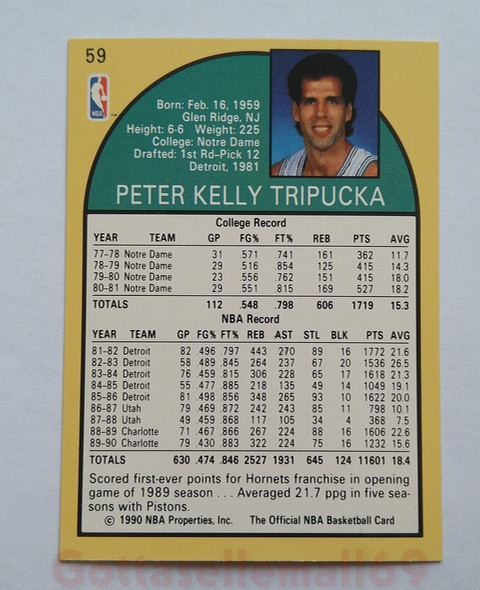 59
NBA
Born: Feb. 16, 1959
Glen Ridge, NJ
Height: 6-6 Weight: 225
College: Notre Dame
Drafted: 1st Rd-Pick 12
Detroit, 1981
PETER KELLY TRIPUCKA
College Record
YEAR TEAM GP FG% FT% REB PTS AVG
77-78 Notre Dame 31 .571 .741 161 362 11.7
78-79 Notre Dame 29 .516 .854 125 415 14.3
79-80 Notre Dame 23 .556 .762 151 415 18.0
80-81 Notre Dame 29 .551 .815 169 527 18.2
TOTALS 112 .548 .798 606 1719 15.3
NBA Record
YEAR TEAM GP FG% FT% REB AST STL BLK PTS AVG
81-82 Detroit 82 .496 .797 443 270 89 16 1772 21.6
82-83 Detroit 58 .489 .845 264 237 67 20 1536 26.5
83-84 Detroit 76 .459 .815 306 228 65 17 1618 21.3
84-85 Detroit 55 .477 .885 218 135 49 14 1049 19.1
85-86 Detroit 81 .498 .856 348 265 93 10 1622 20.0
86-87 Utah 79 .469 .872 242 243 85 11 798 10.1
87-88 Utah 49 .459 .868 117 105 34 4 368 7.5
88-89 Charlotte 71 .467 .866 267 224 88 16 1606 22.6
89-90 Charlotte 79 .430 .883 322 224 75 16 1232 15.6
TOTALS 630 .474 .846 2527 1931 645 124 11601 18.4
Scored first-ever points for Hornets franchise in opening
game of 1989 season . . . Averaged 21.7 ppg in five sea-
sons with Pistons.
© 1990 NBA Properties, Inc. The Official NBA Basketball Card
Gottasellemall69